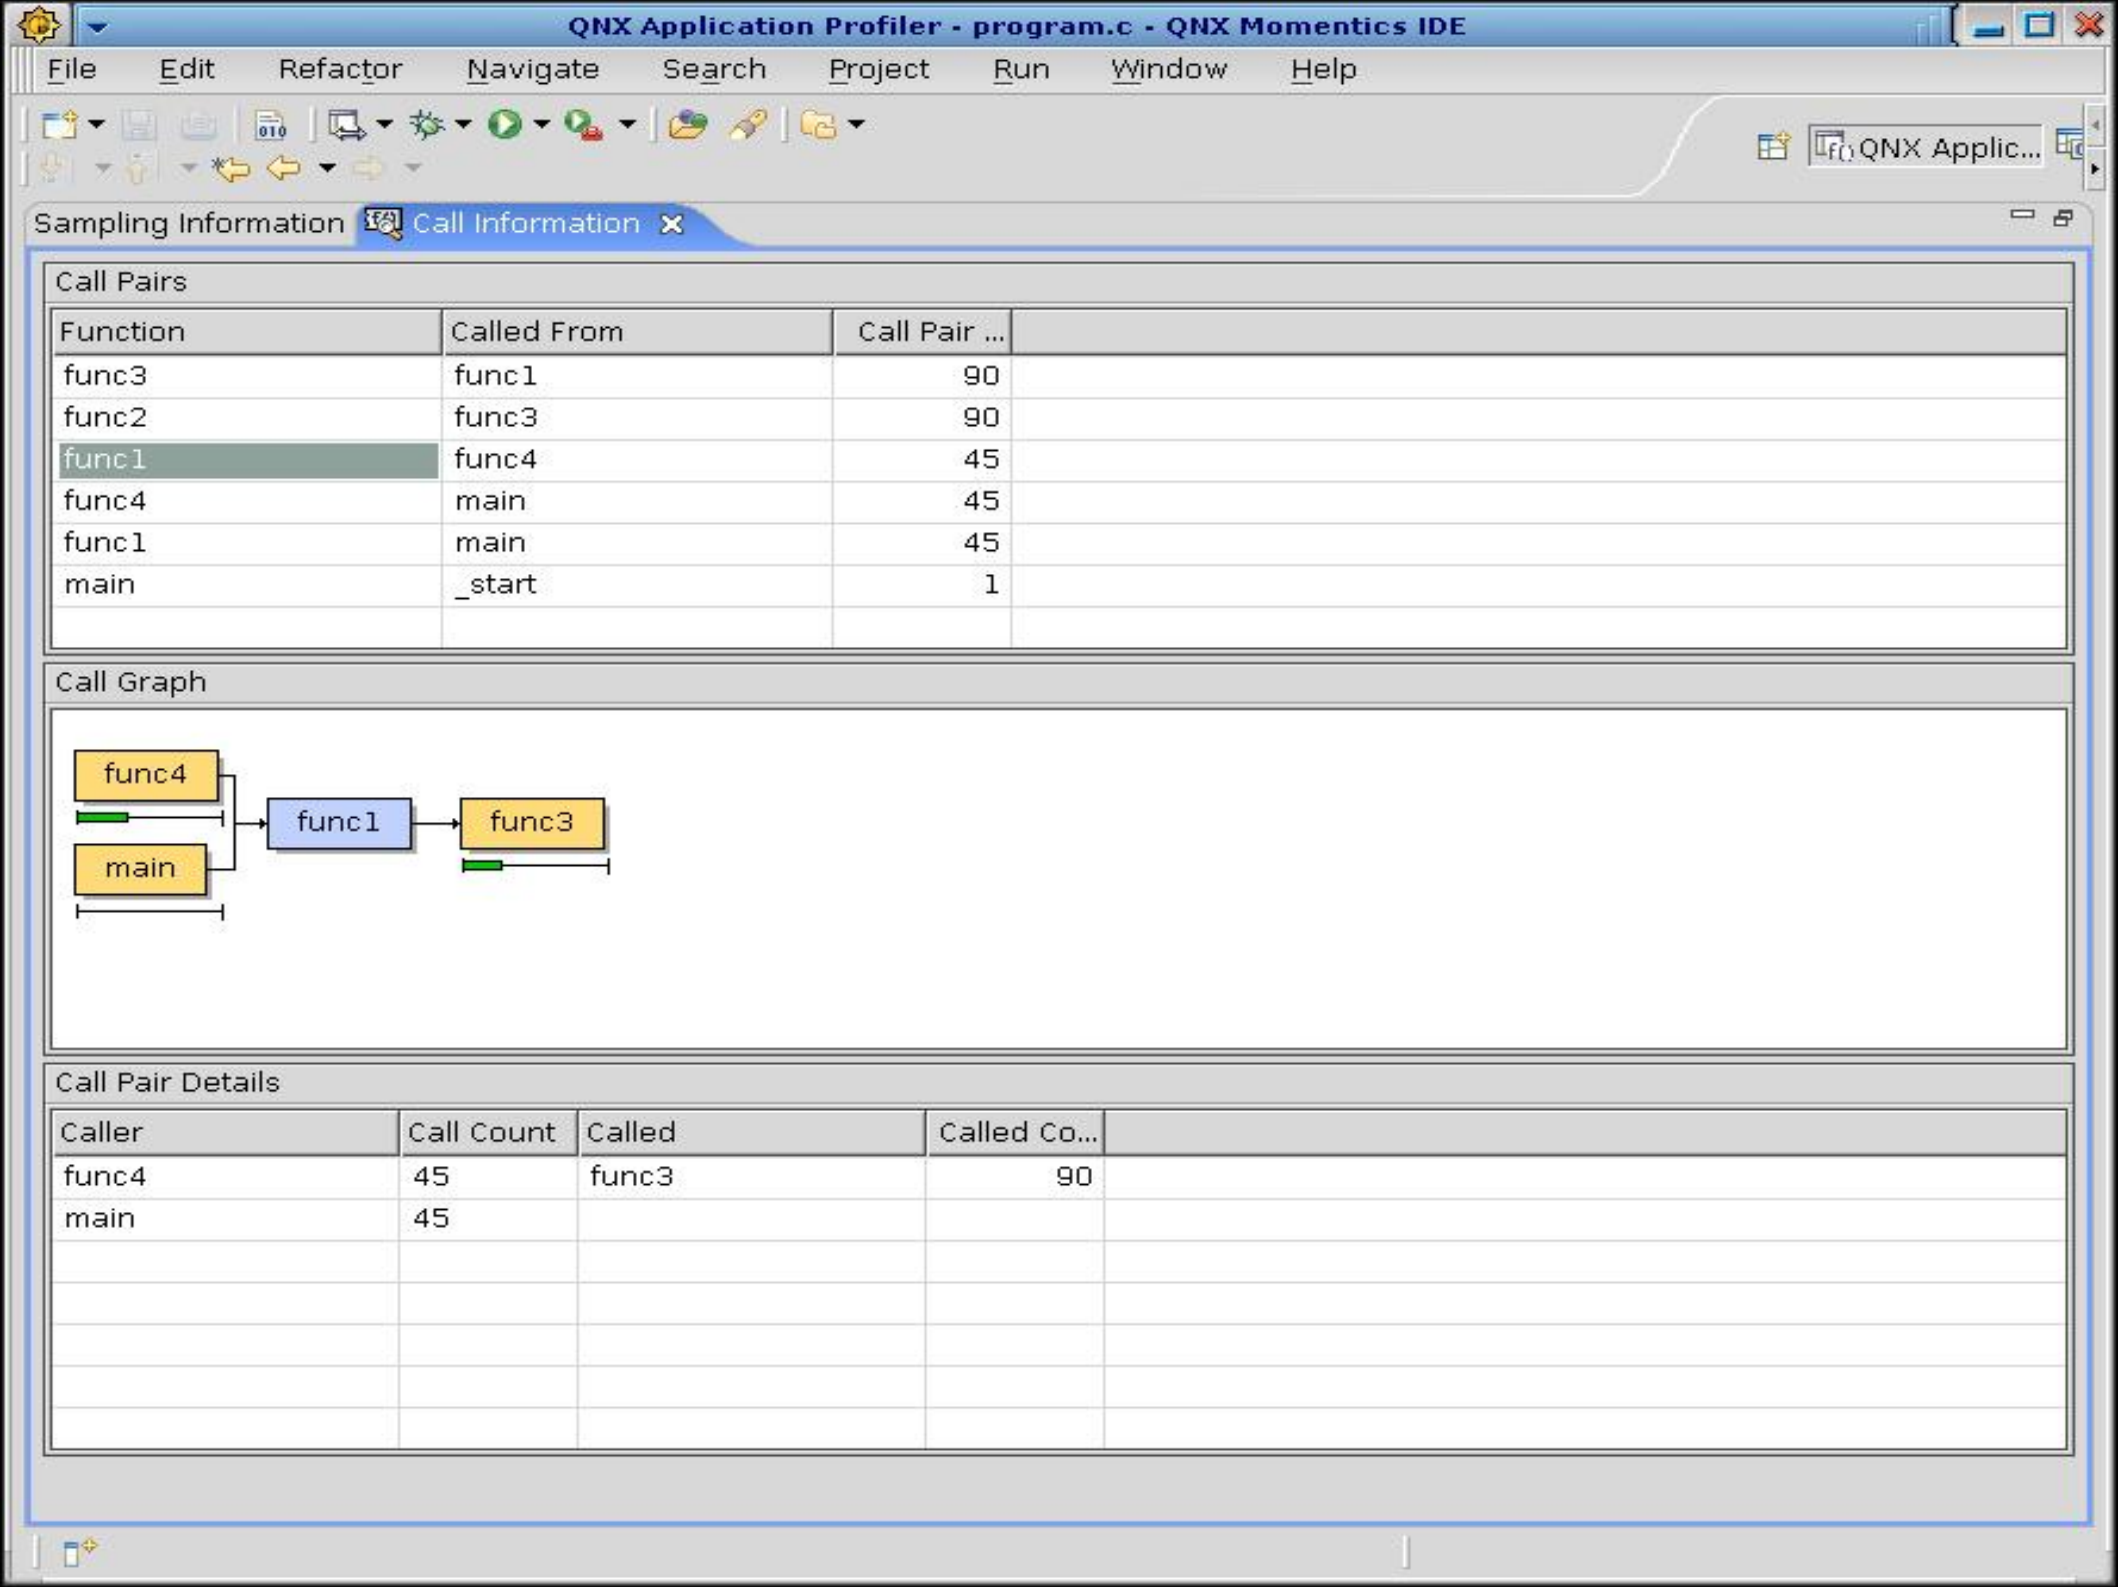 QNX Application Profiler - program.c - QNX Momentics IDE
File Edit Refactor Navigate Search Project Run Window Help
010
f() QNX Applic...
Sampling Information Call Information
Call Pairs
Function Called From Call Pair ...
func3 func1 90
func2 func3 90
func1 func4 45
func4 main 45
func1 main 45
main _start 1
Call Graph
func4
func1 func3
main
Call Pair Details
Caller Call Count Called Called Co...
func4 45 func3 90
main 45